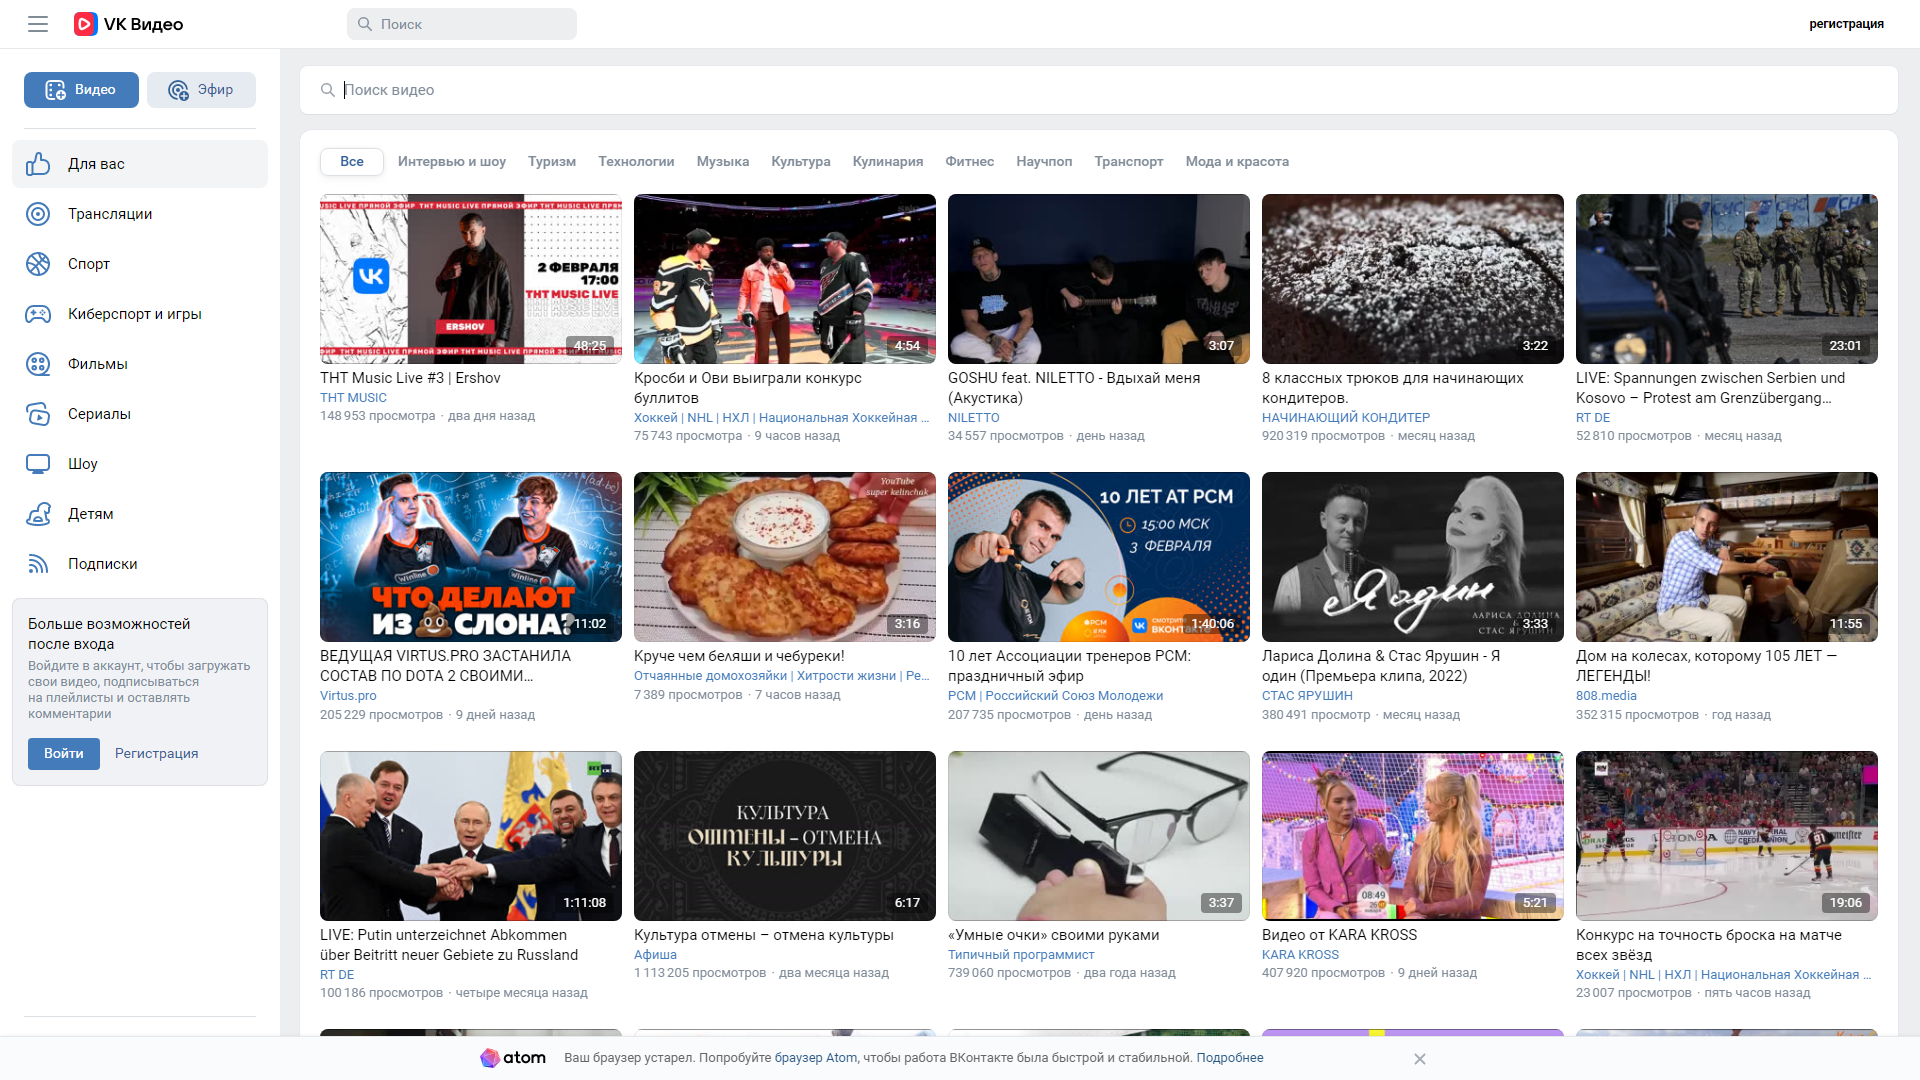 VK Видео
Поиск
регистрация
Видео
Эфир
Поиск видео
Для вас
Трансляции
Спорт
Киберспорт и игры
Фильмы
Сериалы
Шоу
Детям
Подписки
Больше возможностей
после входа
Войдите в аккаунт, чтобы загружать
свои видео, подписываться
на плейлисты и оставлять
комментарии
Войти
Регистрация
Все
Интервью и шоу
Туризм
Технологии
Музыка
Культура
Кулинария
Фитнес
Научпоп
Транспорт
Мода и красота
2 ФЕВРАЛЯ
17:00
ТНТ MUSIC LIVE
ERSHOV
48:25
4:54
3:07
3:22
23:01
ТНТ Music Live #3 | Ershov
ТНТ MUSIC
148 953 просмотра · два дня назад
Кросби и Ови выиграли конкурс
буллитов
Хоккей | NHL | НХЛ | Национальная Хоккейная ...
75 743 просмотра · 9 часов назад
GOSHU feat. NILETTO - Вдыхай меня
(Акустика)
NILETTO
34 557 просмотров · день назад
8 классных трюков для начинающих
кондитеров.
НАЧИНАЮЩИЙ КОНДИТЕР
920 319 просмотров · месяц назад
LIVE: Spannungen zwischen Serbien und
Kosovo – Protest am Grenzübergang...
RT DE
52 810 просмотров · месяц назад
ЧТО ДЕЛАЮТ
ИЗ СЛОНА?
11:02
YouTube
super kelinchak
3:16
10 ЛЕТ АТ РСМ
15:00 МСК
3 ФЕВРАЛЯ
1:40:06
Я один
ЛАРИСА ДОЛИНА
СТАС ЯРУШИН
3:33
11:55
ВЕДУЩАЯ VIRTUS.PRO ЗАСТАНИЛА
СОСТАВ ПО DOTA 2 СВОИМИ...
Virtus.pro
205 229 просмотров · 9 дней назад
Круче чем беляши и чебуреки!
Отчаянные домохозяйки | Хитрости жизни | Ре...
7 389 просмотров · 7 часов назад
10 лет Ассоциации тренеров РСМ:
праздничный эфир
РСМ | Российский Союз Молодежи
207 735 просмотров · день назад
Лариса Долина & Стас Ярушин - Я
один (Премьера клипа, 2022)
СТАС ЯРУШИН
380 491 просмотр · месяц назад
Дом на колесах, которому 105 ЛЕТ —
ЛЕГЕНДЫ!
808.media
352 315 просмотров · год назад
1:11:08
КУЛЬТУРА
ОТМЕНЫ – ОТМЕНА
КУЛЬТУРЫ
6:17
3:37
08:49
5:21
19:06
LIVE: Putin unterzeichnet Abkommen
über Beitritt neuer Gebiete zu Russland
RT DE
100 186 просмотров · четыре месяца назад
Культура отмены – отмена культуры
Афиша
1 113 205 просмотров · два месяца назад
«Умные очки» своими руками
Типичный программист
739 060 просмотров · два года назад
Видео от KARA KROSS
KARA KROSS
407 920 просмотров · 9 дней назад
Конкурс на точность броска на матче
всех звёзд
Хоккей | NHL | НХЛ | Национальная Хоккейная ...
23 007 просмотров · пять часов назад
atom
Ваш браузер устарел. Попробуйте браузер Atom, чтобы работа ВКонтакте была быстрой и стабильной. Подробнее